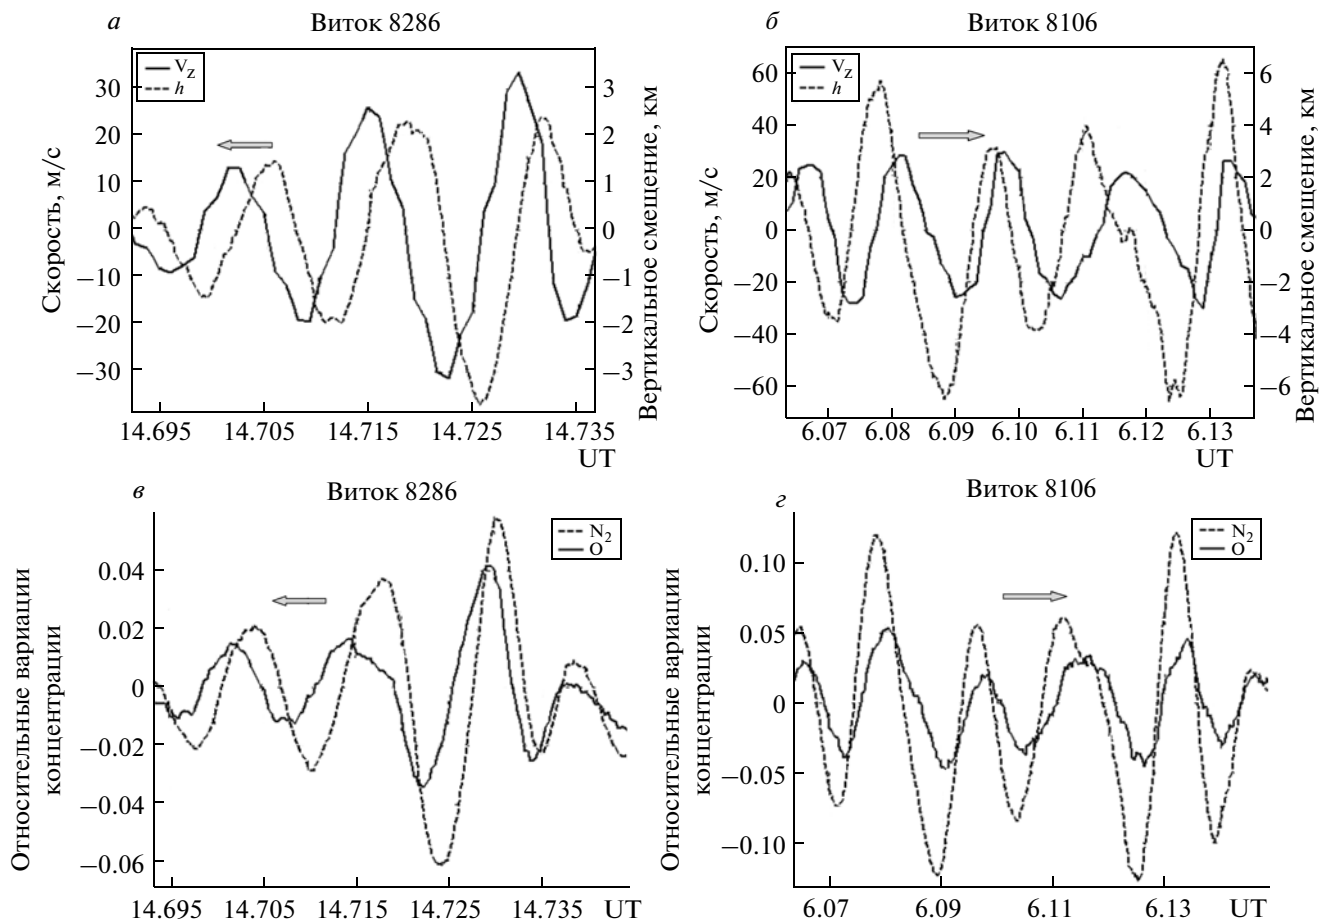 а
Виток 8286
V_z
h
Скорость, м/с
30
20
10
0
−10
−20
−30
3
2
1
0
−1
−2
−3
Вертикальное смещение, км
14.695 14.705 14.715 14.725 14.735
UT
б
Виток 8106
V_z
h
Скорость, м/с
60
40
20
0
−20
−40
−60
6
4
2
0
−2
−4
−6
Вертикальное смещение, км
6.07 6.08 6.09 6.10 6.11 6.12 6.13
UT
в
Виток 8286
N₂
O
Относительные вариации
концентрации
0.04
0.02
0
−0.02
−0.04
−0.06
14.695 14.705 14.715 14.725 14.735 UT
г
Виток 8106
N₂
O
Относительные вариации
концентрации
0.10
0.05
0
−0.05
−0.10
6.07 6.09 6.11 6.13 UT